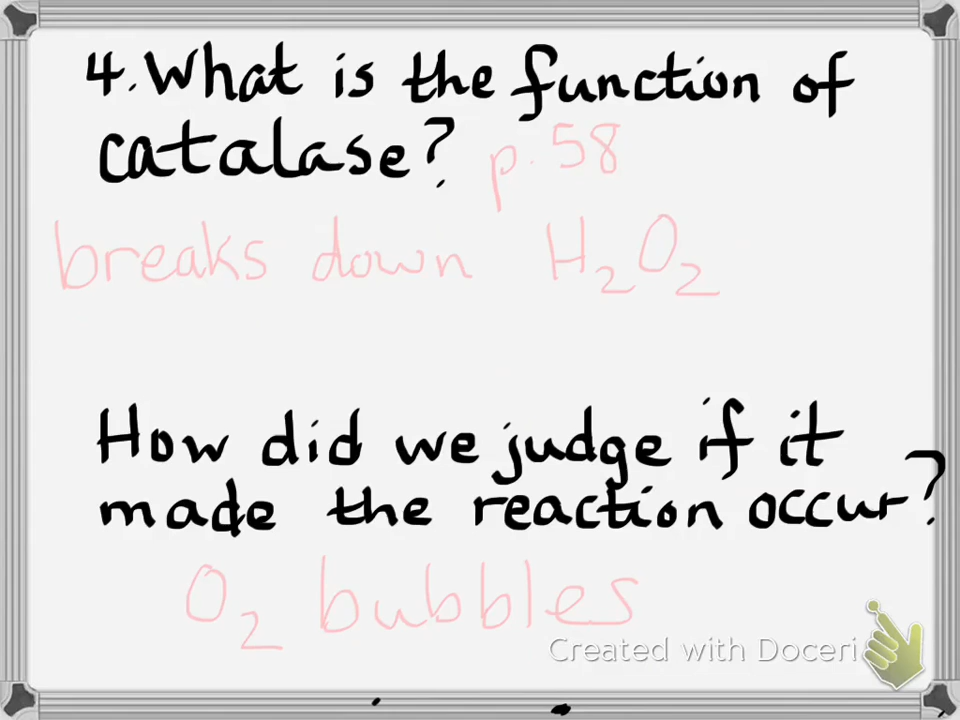 4. What is the function of
catalase? p. 58
breaks down H₂O₂
How did we judge if it
made the reaction occur?
O₂ bubbles
Created with Doceri